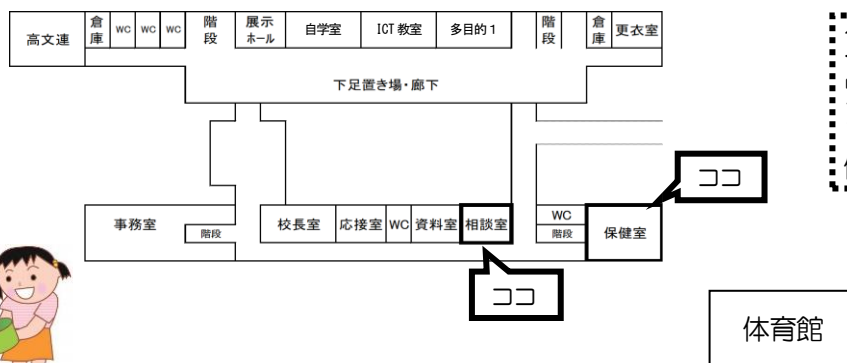 高文連
倉庫
WC
WC
WC
階段
展示ホール
自学室
ICT教室
多目的1
階段
倉庫
更衣室
下足置き場・廊下
ココ
事務室
階段
校長室
応接室
WC
資料室
相談室
WC
階段
保健室
ココ
体育館